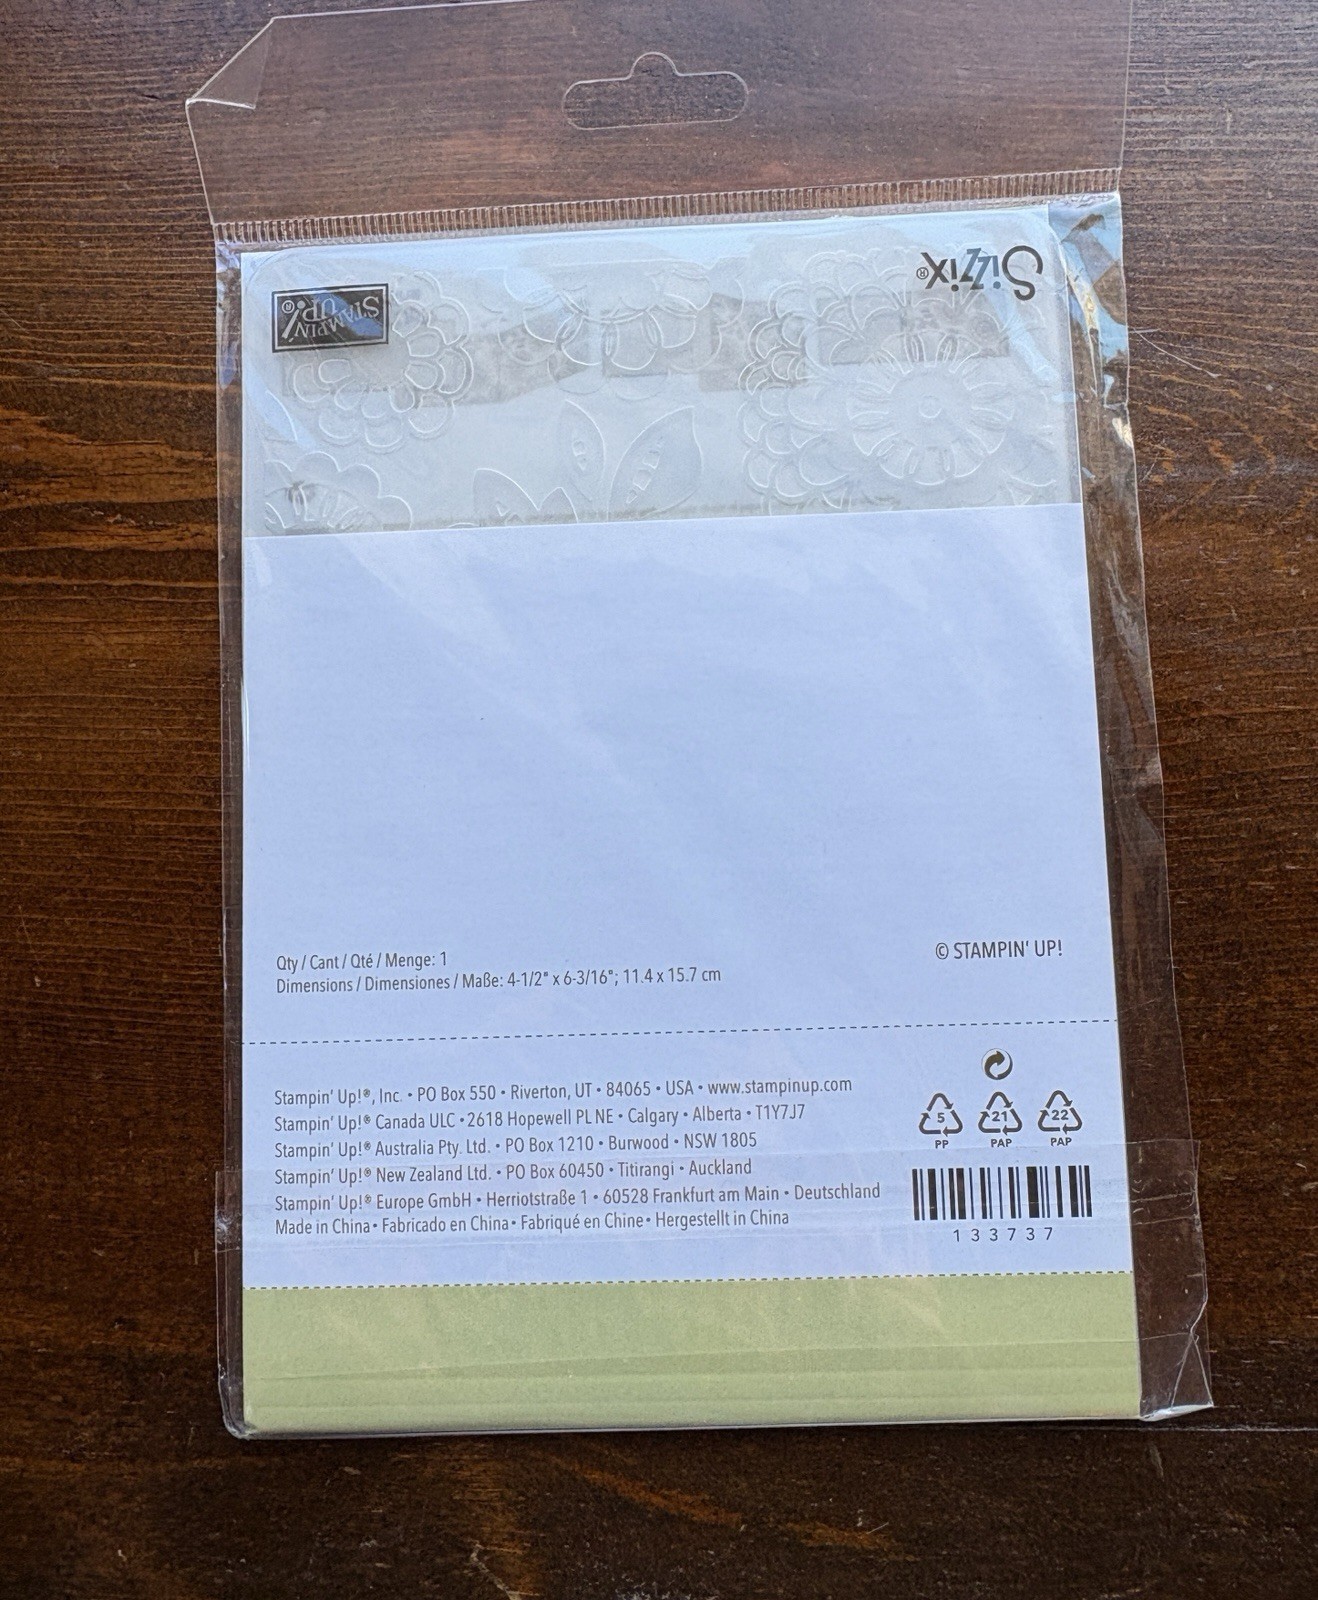 Sizzix®
STAMPIN'
UP!®
Qty / Cant / Qté / Menge: 1
Dimensions / Dimensiones / Maße: 4-1/2" x 6-3/16"; 11.4 x 15.7 cm
© STAMPIN' UP!
Stampin' Up!®, Inc. • PO Box 550 • Riverton, UT • 84065 • USA • www.stampinup.com
Stampin' Up!® Canada ULC • 2618 Hopewell PL NE • Calgary • Alberta • T1Y7J7
Stampin' Up!® Australia Pty. Ltd. • PO Box 1210 • Burwood • NSW 1805
Stampin' Up!® New Zealand Ltd. • PO Box 60450 • Titirangi • Auckland
Stampin' Up!® Europe GmbH • Herriotstraße 1 • 60528 Frankfurt am Main • Deutschland
Made in China • Fabricado en China • Fabriqué en Chine • Hergestellt in China
5 21 22
PP PAP PAP
133737